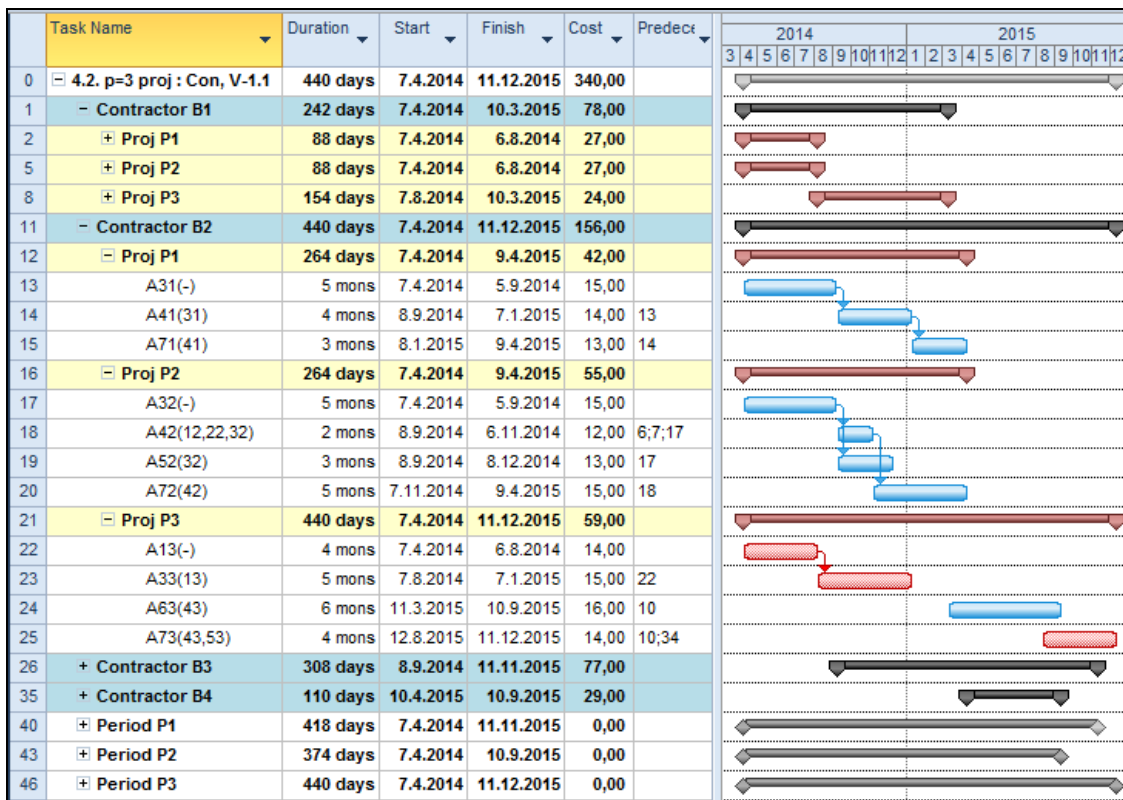 Task Name Duration Start Finish Cost Predece 2014 2015
3 4 5 6 7 8 9 10 11 12 1 2 3 4 5 6 7 8 9 10 11 12
0 4.2. p=3 proj : Con, V-1.1 440 days 7.4.2014 11.12.2015 340,00
1 Contractor B1 242 days 7.4.2014 10.3.2015 78,00
2 Proj P1 88 days 7.4.2014 6.8.2014 27,00
5 Proj P2 88 days 7.4.2014 6.8.2014 27,00
8 Proj P3 154 days 7.8.2014 10.3.2015 24,00
11 Contractor B2 440 days 7.4.2014 11.12.2015 156,00
12 Proj P1 264 days 7.4.2014 9.4.2015 42,00
13 A31(-) 5 mons 7.4.2014 5.9.2014 15,00
14 A41(31) 4 mons 8.9.2014 7.1.2015 14,00 13
15 A71(41) 3 mons 8.1.2015 9.4.2015 13,00 14
16 Proj P2 264 days 7.4.2014 9.4.2015 55,00
17 A32(-) 5 mons 7.4.2014 5.9.2014 15,00
18 A42(12,22,32) 2 mons 8.9.2014 6.11.2014 12,00 6;7;17
19 A52(32) 3 mons 8.9.2014 8.12.2014 13,00 17
20 A72(42) 5 mons 7.11.2014 9.4.2015 15,00 18
21 Proj P3 440 days 7.4.2014 11.12.2015 59,00
22 A13(-) 4 mons 7.4.2014 6.8.2014 14,00
23 A33(13) 5 mons 7.8.2014 7.1.2015 15,00 22
24 A63(43) 6 mons 11.3.2015 10.9.2015 16,00 10
25 A73(43,53) 4 mons 12.8.2015 11.12.2015 14,00 10;34
26 Contractor B3 308 days 8.9.2014 11.11.2015 77,00
35 Contractor B4 110 days 10.4.2015 10.9.2015 29,00
40 Period P1 418 days 7.4.2014 11.11.2015 0,00
43 Period P2 374 days 7.4.2014 10.9.2015 0,00
46 Period P3 440 days 7.4.2014 11.12.2015 0,00